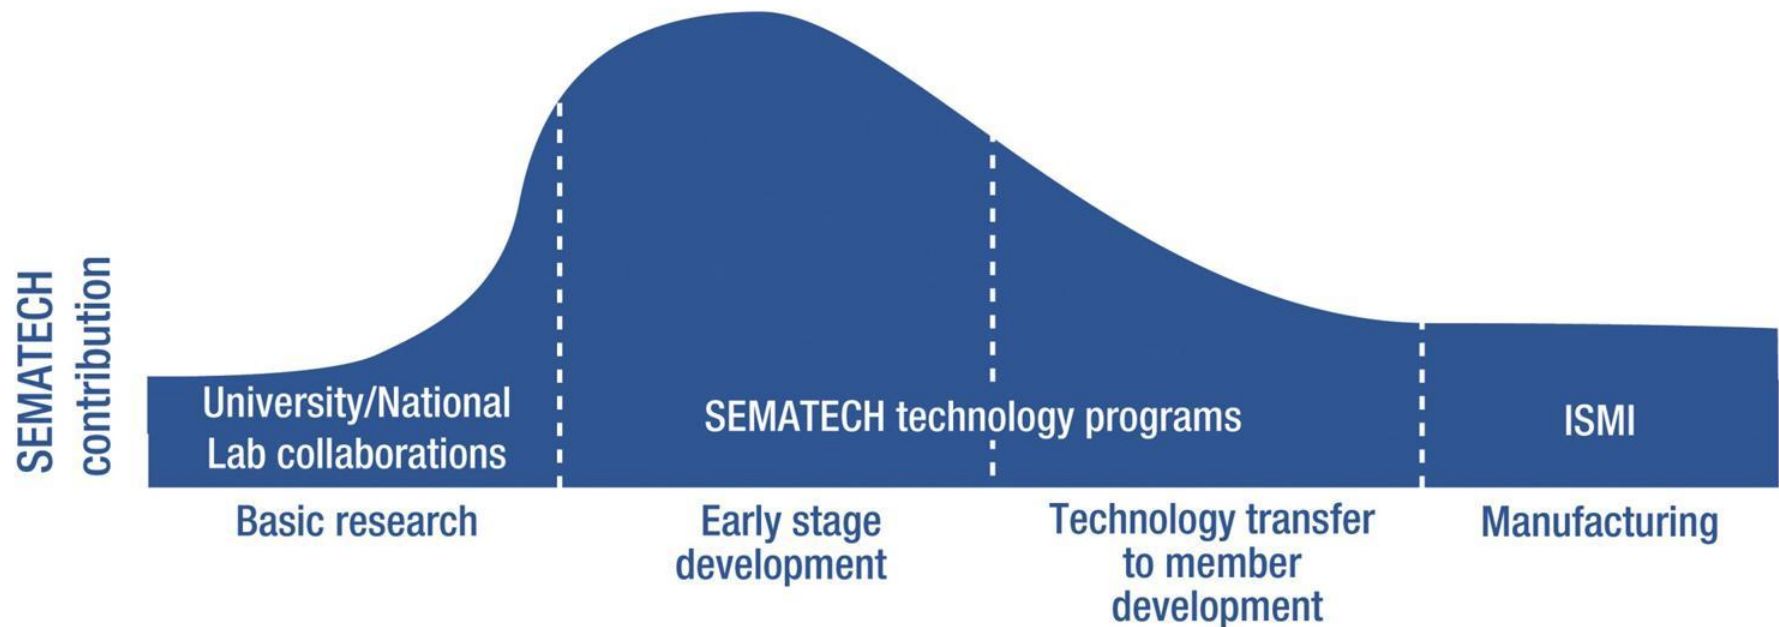 SEMATECH
contribution
University/National
Lab collaborations
SEMATECH technology programs
ISMI
Basic research
Early stage
development
Technology transfer
to member
development
Manufacturing